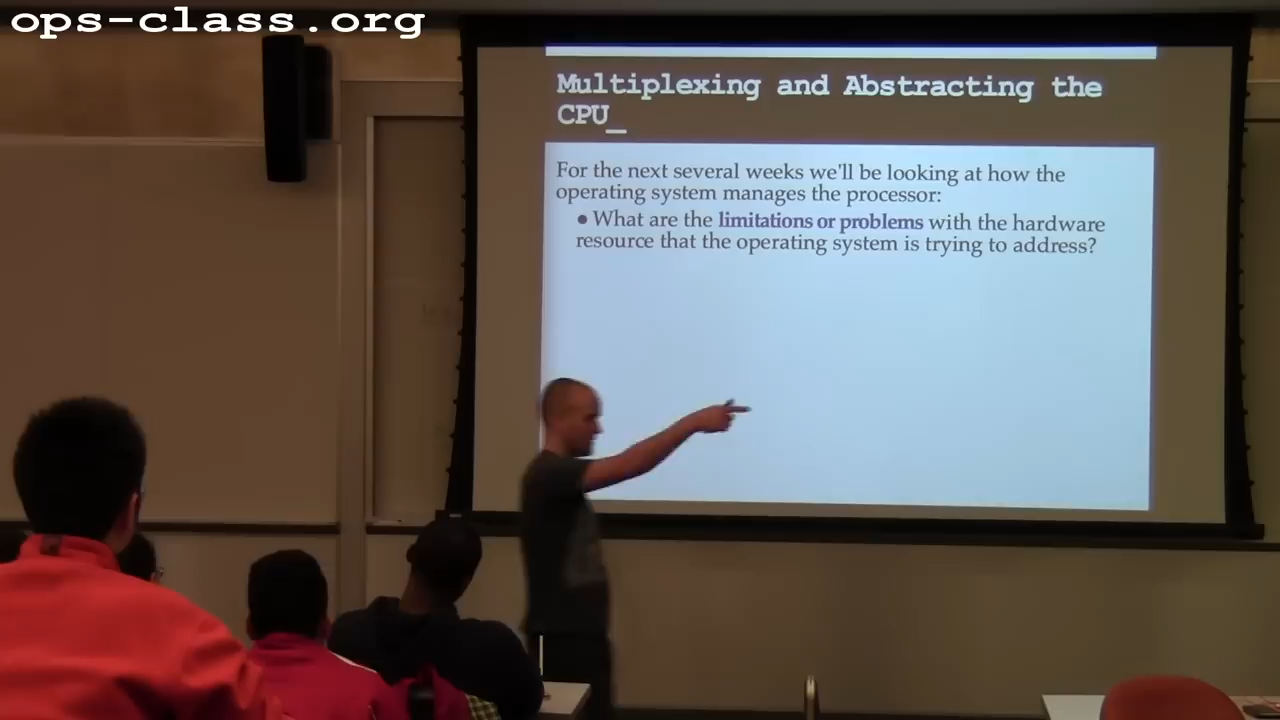 ops-class.org
Multiplexing and Abstracting the
CPU_
For the next several weeks we'll be looking at how the
operating system manages the processor:
● What are the limitations or problems with the hardware
resource that the operating system is trying to address?